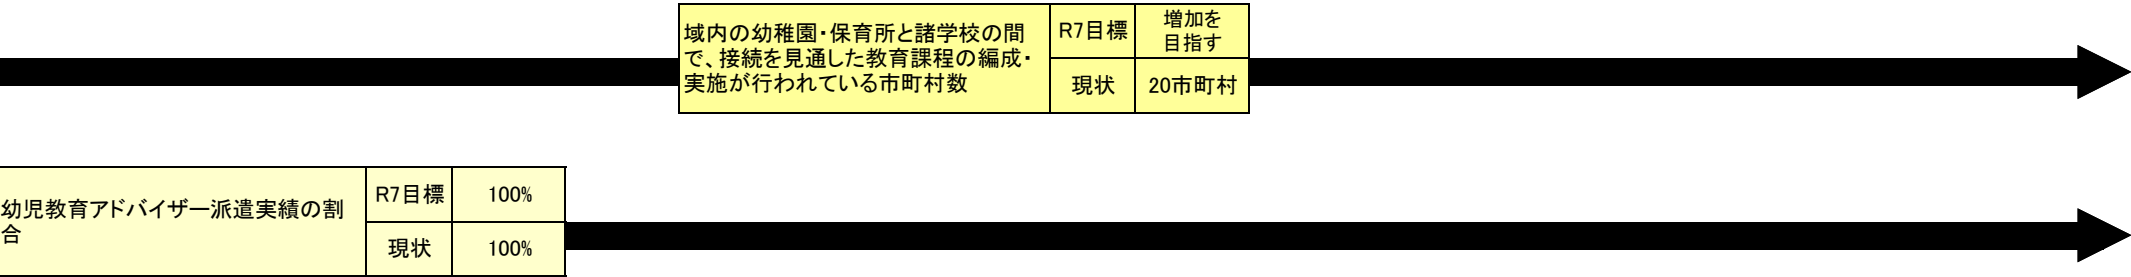 域内の幼稚園・保育所と諸学校の間
で、接続を見通した教育課程の編成・
実施が行われている市町村数
R7目標
増加を
目指す
現状
20市町村
幼児教育アドバイザー派遣実績の割
合
R7目標
100%
現状
100%